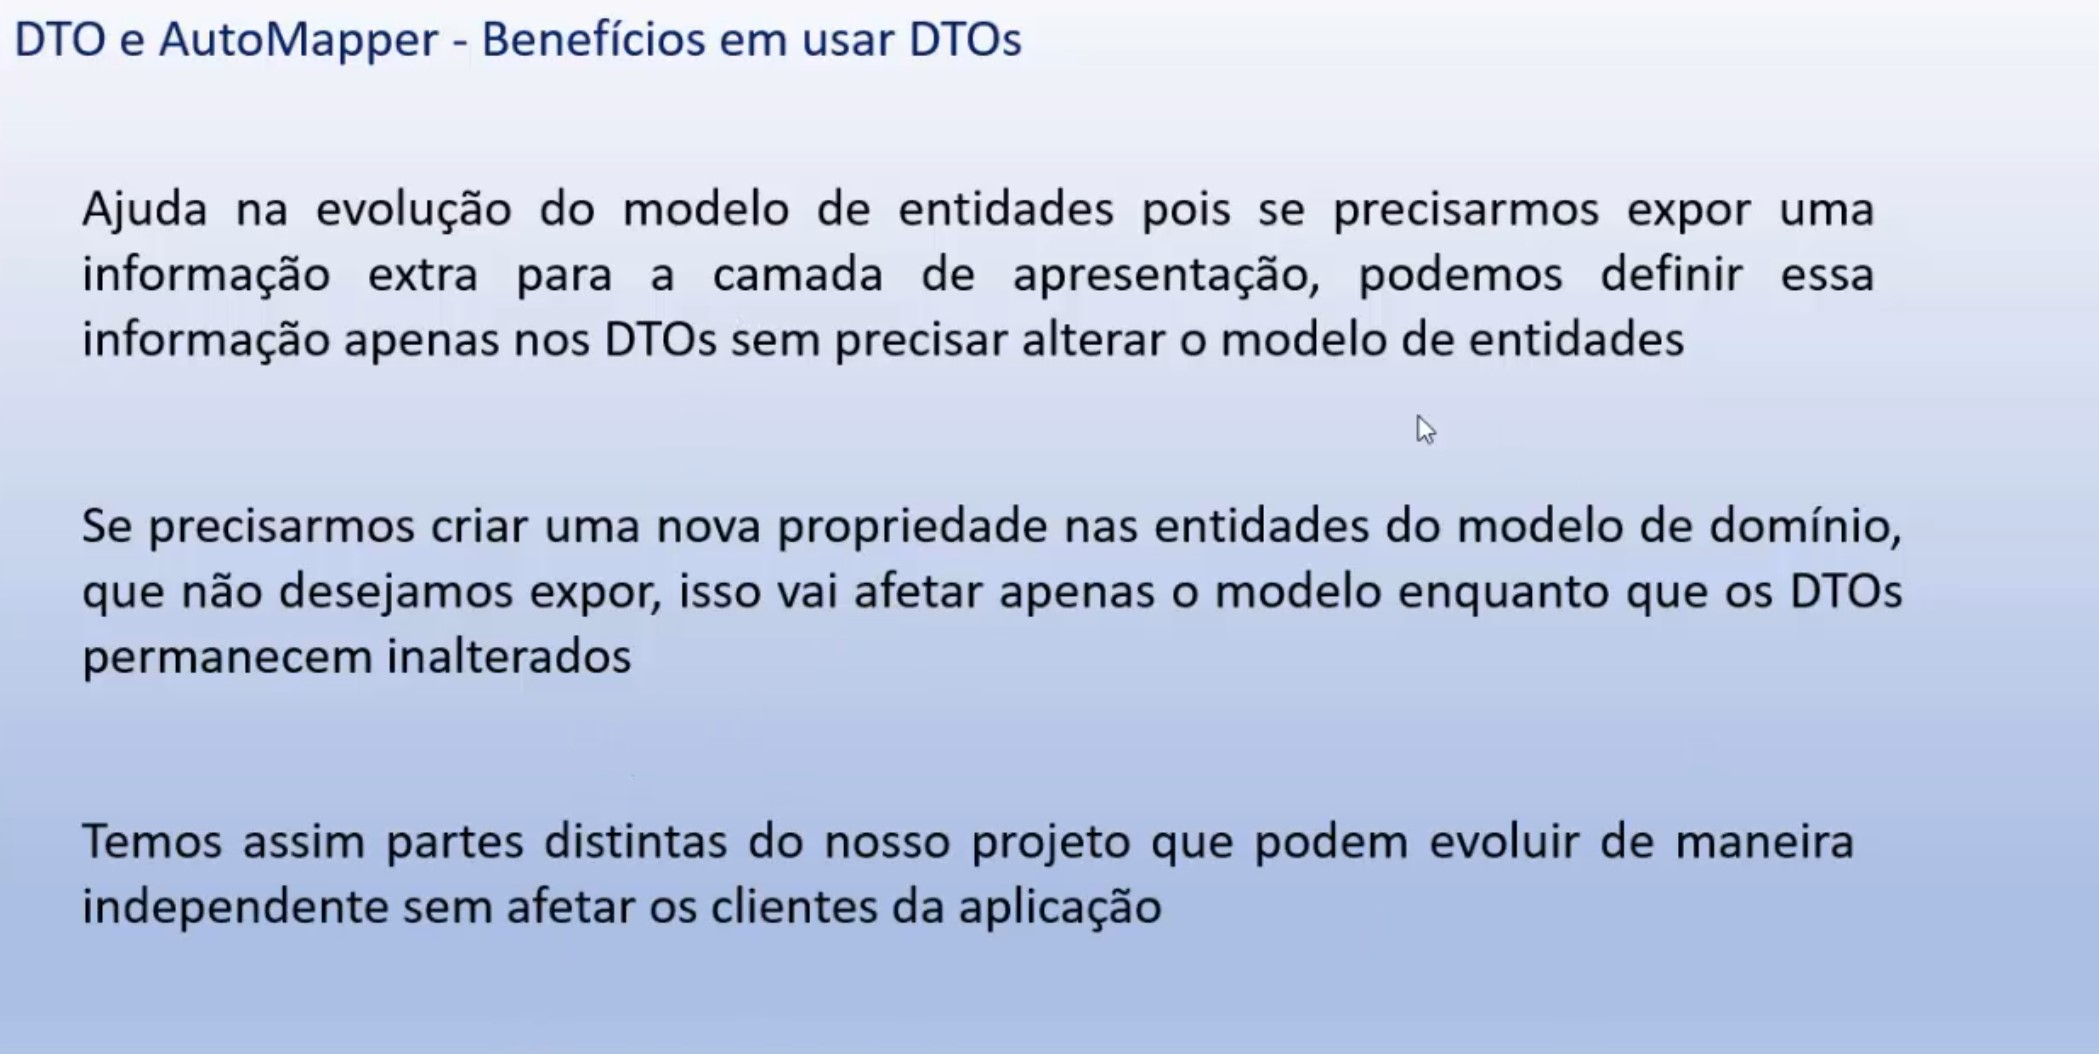 DTO e AutoMapper - Benefícios em usar DTOs
Ajuda na evolução do modelo de entidades pois se precisarmos expor uma
informação extra para a camada de apresentação, podemos definir essa
informação apenas nos DTOs sem precisar alterar o modelo de entidades
Se precisarmos criar uma nova propriedade nas entidades do modelo de domínio,
que não desejamos expor, isso vai afetar apenas o modelo enquanto que os DTOs
permanecem inalterados
Temos assim partes distintas do nosso projeto que podem evoluir de maneira
independente sem afetar os clientes da aplicação